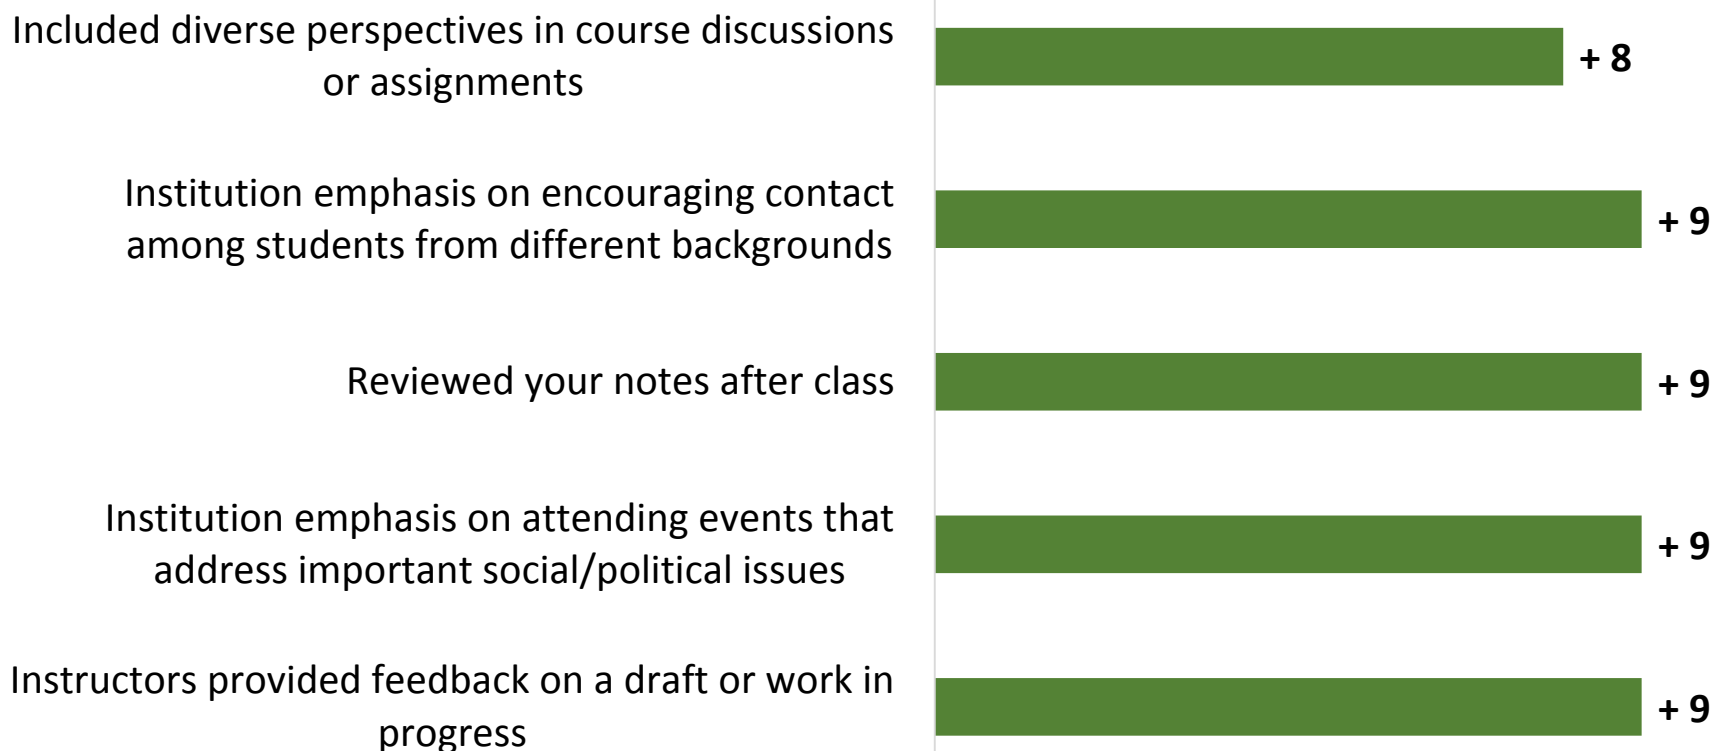 Included diverse perspectives in course discussions
or assignments
+ 8
Institution emphasis on encouraging contact
among students from different backgrounds
+ 9
Reviewed your notes after class
+ 9
Institution emphasis on attending events that
address important social/political issues
+ 9
Instructors provided feedback on a draft or work in
progress
+ 9